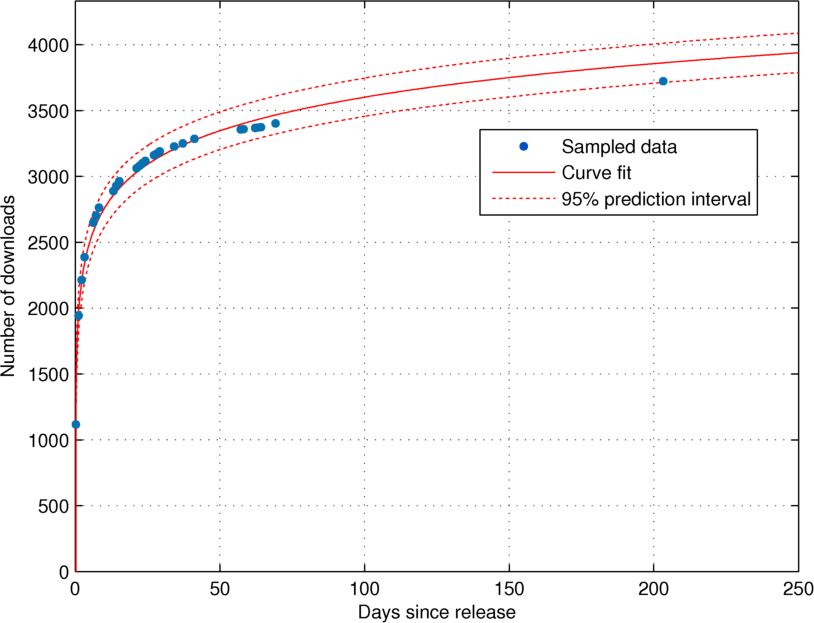 4000
3500
3000
2500
2000
1500
1000
500
0
Number of downloads
Sampled data
Curve fit
95% prediction interval
0 50 100 150 200 250
Days since release